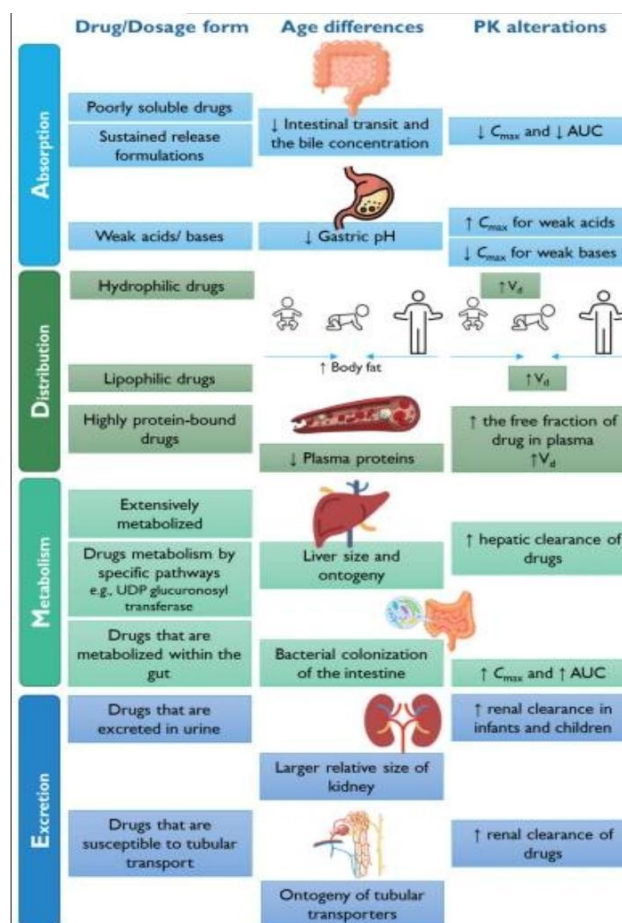 Drug/Dosage form
Age differences
PK alterations
Absorption
Poorly soluble drugs
Sustained release
formulations
↓ Intestinal transit and
the bile concentration
↓ Cmax and ↓ AUC
Weak acids/ bases
↓ Gastric pH
↑ Cmax for weak acids
↓ Cmax for weak bases
Distribution
Hydrophilic drugs
↑Vd
Lipophilic drugs
↑ Body fat
↑Vd
Highly protein-bound
drugs
↓ Plasma proteins
↑ the free fraction of
drug in plasma
↑Vd
Metabolism
Extensively
metabolized
Drugs metabolism by
specific pathways
e.g., UDP glucuronosyl
transferase
Liver size and
ontogeny
↑ hepatic clearance of
drugs
Drugs that are
metabolized within the
gut
Bacterial colonization
of the intestine
↑ Cmax and ↑ AUC
Excretion
Drugs that are
excreted in urine
Larger relative size of
kidney
↑ renal clearance in
infants and children
Drugs that are
susceptible to tubular
transport
Ontogeny of tubular
transporters
↑ renal clearance of
drugs